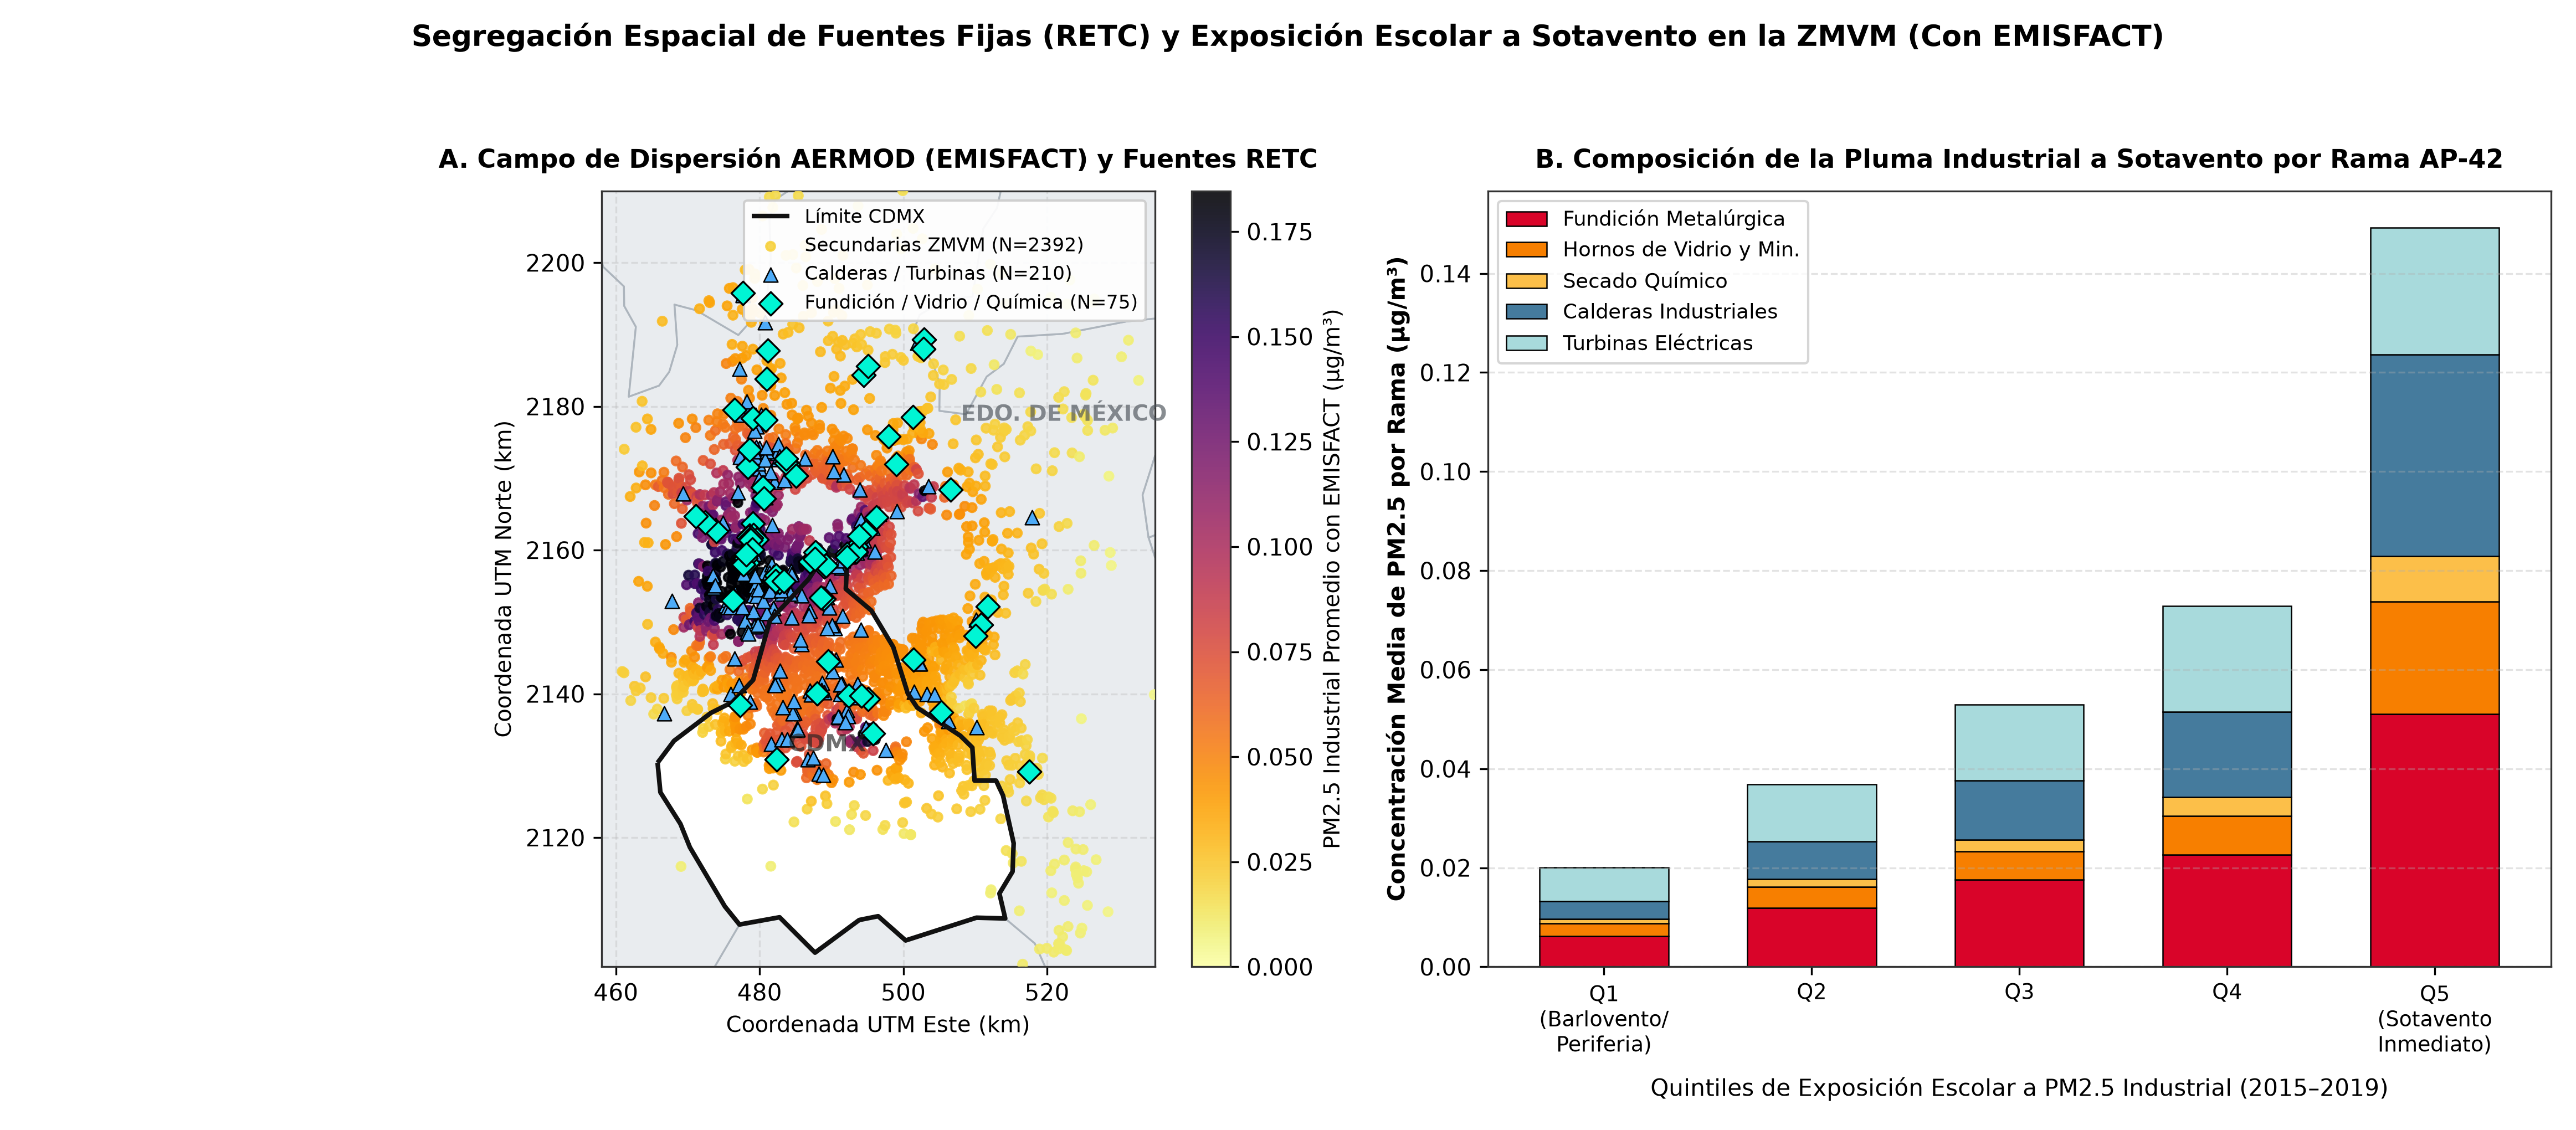 Segregación Espacial de Fuentes Fijas (RETC) y Exposición Escolar a Sotavento en la ZMVM (Con EMISFACT)
A. Campo de Dispersión AERMOD (EMISFACT) y Fuentes RETC
Límite CDMX
Secundarias ZMVM (N=2392)
Calderas / Turbinas (N=210)
Fundición / Vidrio / Química (N=75)
EDO. DE MÉXICO
CDMX
Coordenada UTM Norte (km)
2200
2180
2160
2140
2120
460
480
500
520
Coordenada UTM Este (km)
0.175
0.150
0.125
0.100
0.075
0.050
0.025
0.000
PM2.5 Industrial Promedio con EMISFACT (µg/m³)
B. Composición de la Pluma Industrial a Sotavento por Rama AP-42
Fundición Metalúrgica
Hornos de Vidrio y Min.
Secado Químico
Calderas Industriales
Turbinas Eléctricas
Concentración Media de PM2.5 por Rama (µg/m³)
0.14
0.12
0.10
0.08
0.06
0.04
0.02
0.00
Q1
(Barlovento/
Periferia)
Q2
Q3
Q4
Q5
(Sotavento
Inmediato)
Quintiles de Exposición Escolar a PM2.5 Industrial (2015–2019)